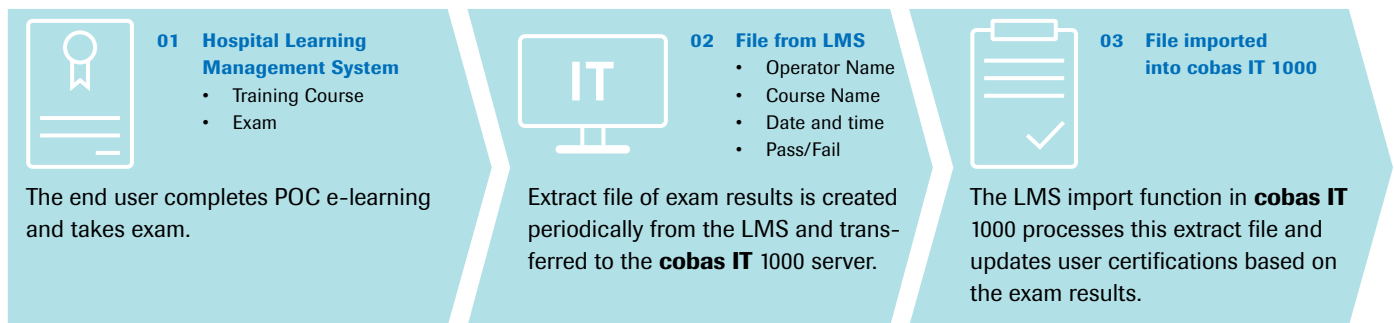 01 Hospital Learning
Management System
• Training Course
• Exam
The end user completes POC e-learning
and takes exam.
IT
02 File from LMS
• Operator Name
• Course Name
• Date and time
• Pass/Fail
Extract file of exam results is created
periodically from the LMS and trans-
ferred to the cobas IT 1000 server.
03 File imported
into cobas IT 1000
The LMS import function in cobas IT
1000 processes this extract file and
updates user certifications based on
the exam results.